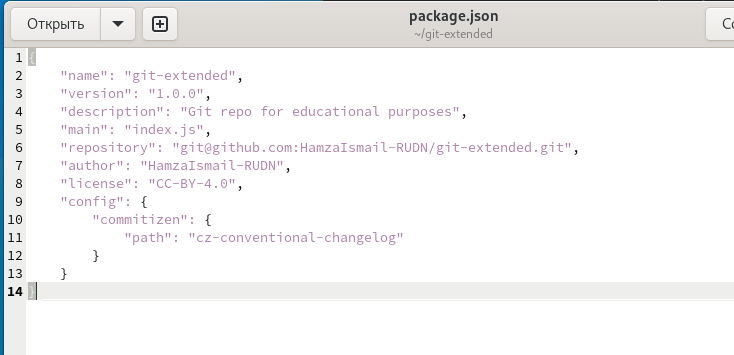 Открыть
package.json
~/git-extended
1 {
2     "name": "git-extended",
3     "version": "1.0.0",
4     "description": "Git repo for educational purposes",
5     "main": "index.js",
6     "repository": "git@github.com:HamzaIsmail-RUDN/git-extended.git",
7     "author": "HamzaIsmail-RUDN",
8     "license": "CC-BY-4.0",
9     "config": {
10         "commitizen": {
11             "path": "cz-conventional-changelog"
12         }
13     }
14 }